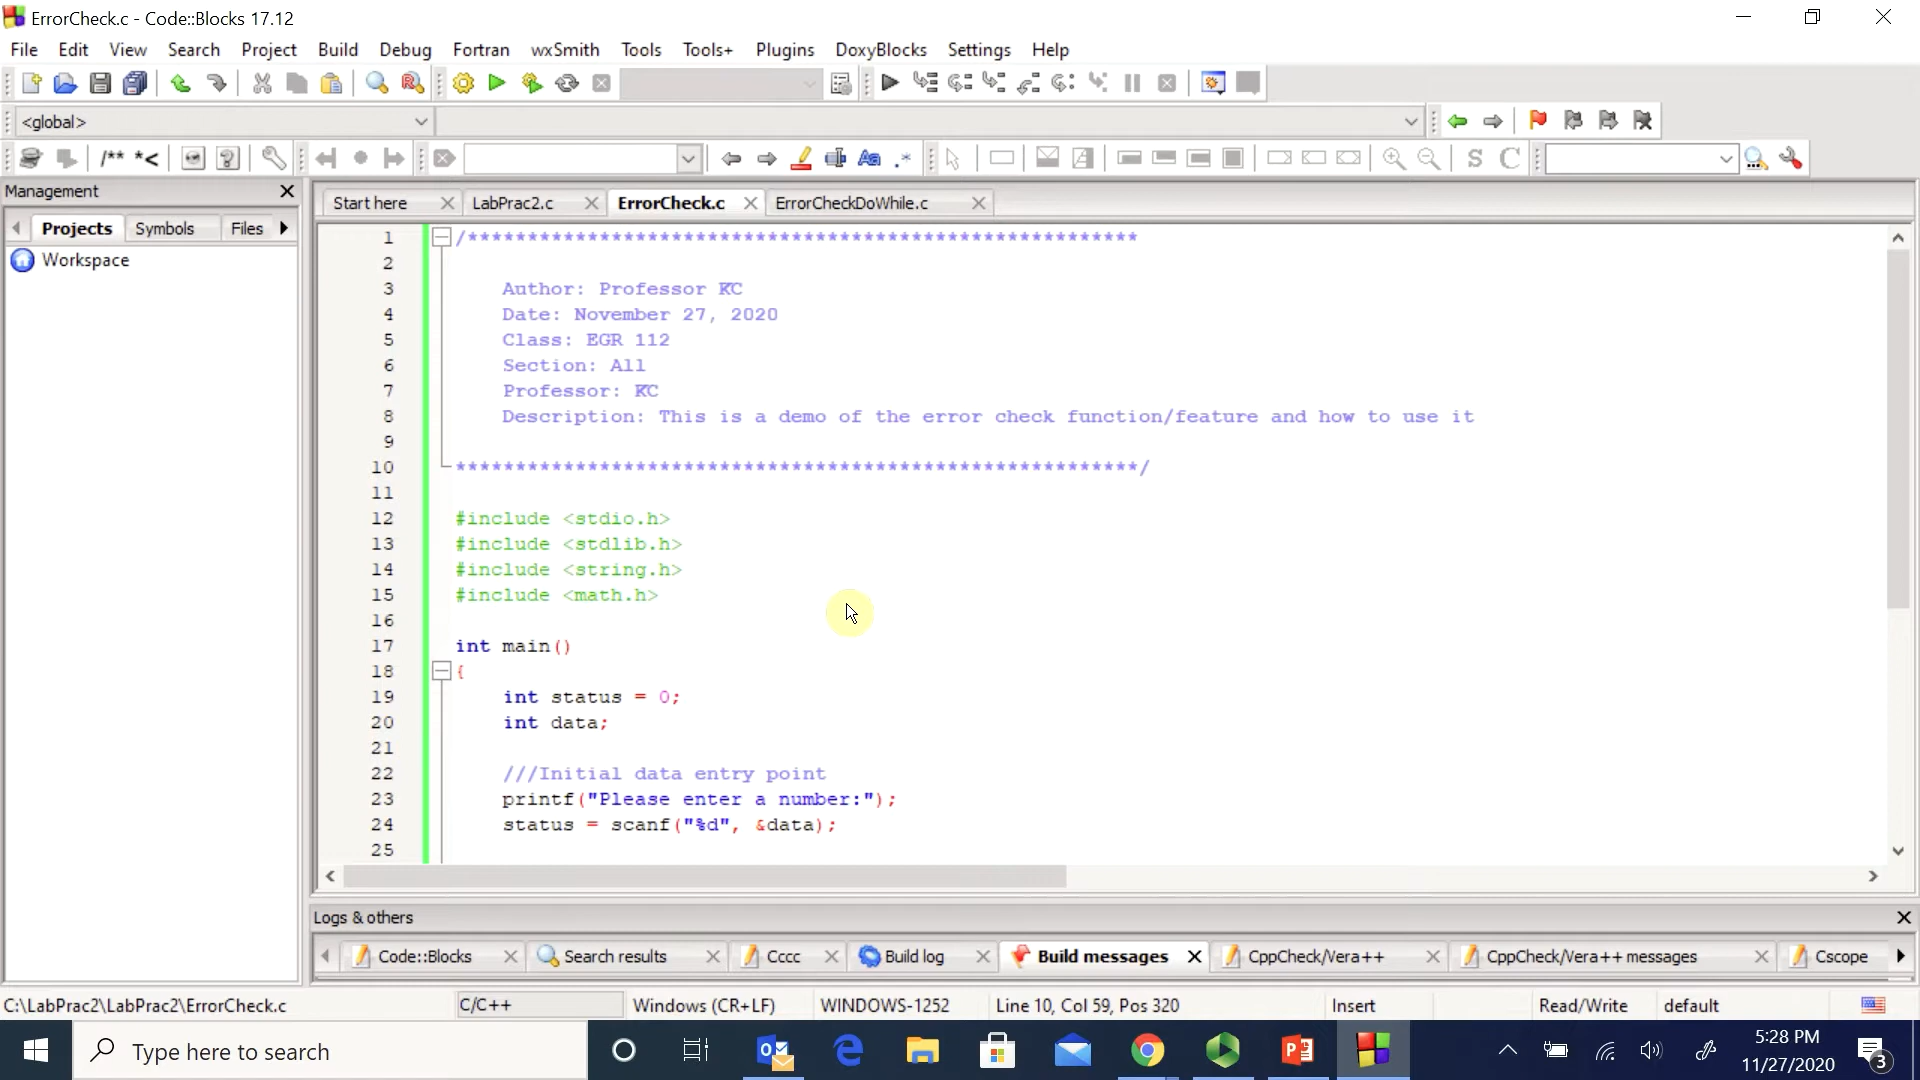 ErrorCheck.c - Code::Blocks 17.12
File Edit View Search Project Build Debug Fortran wxSmith Tools Tools+ Plugins DoxyBlocks Settings Help
<global>
/** *<
Management
Start here LabPrac2.c ErrorCheck.c ErrorCheckDoWhile.c
Projects Symbols Files
Workspace
1 /********************************************************
2
3 Author: Professor KC
4 Date: November 27, 2020
5 Class: EGR 112
6 Section: All
7 Professor: KC
8 Description: This is a demo of the error check function/feature and how to use it
9
10 *********************************************************/
11
12 #include <stdio.h>
13 #include <stdlib.h>
14 #include <string.h>
15 #include <math.h>
16
17 int main()
18 {
19 int status = 0;
20 int data;
21
22 ///Initial data entry point
23 printf("Please enter a number:");
24 status = scanf("%d", &data);
25
Logs & others
Code::Blocks Search results Cccc Build log Build messages CppCheck/Vera++ CppCheck/Vera++ messages Cscope
C:\LabPrac2\LabPrac2\ErrorCheck.c C/C++ Windows (CR+LF) WINDOWS-1252 Line 10, Col 59, Pos 320 Insert Read/Write default
Type here to search
5:28 PM
11/27/2020
3